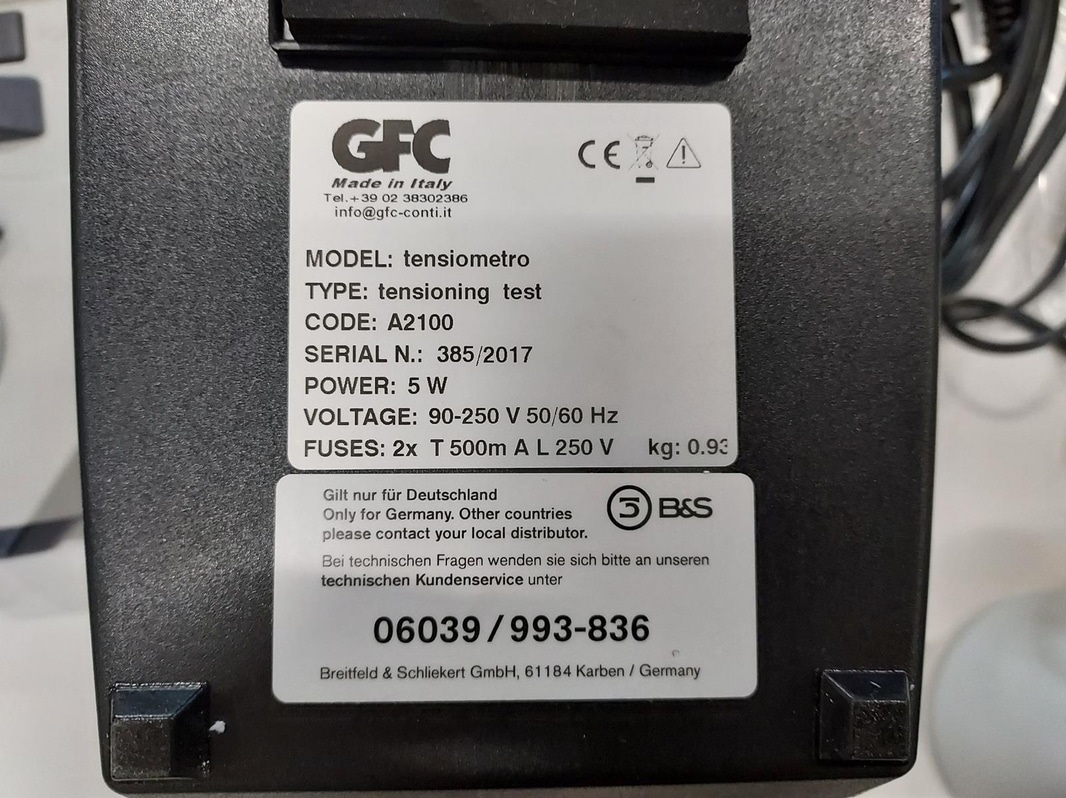 GFC
Made in Italy
Tel.+39 02 38302386
info@gfc-conti.it
CE
MODEL: tensiometro
TYPE: tensioning test
CODE: A2100
SERIAL N.: 385/2017
POWER: 5 W
VOLTAGE: 90-250 V 50/60 Hz
FUSES: 2x T 500m A L 250 V kg: 0.93
Gilt nur für Deutschland
Only for Germany. Other countries
please contact your local distributor.
B&S
Bei technischen Fragen wenden sie sich bitte an unseren
technischen Kundenservice unter
06039/993-836
Breitfeld & Schliekert GmbH, 61184 Karben / Germany